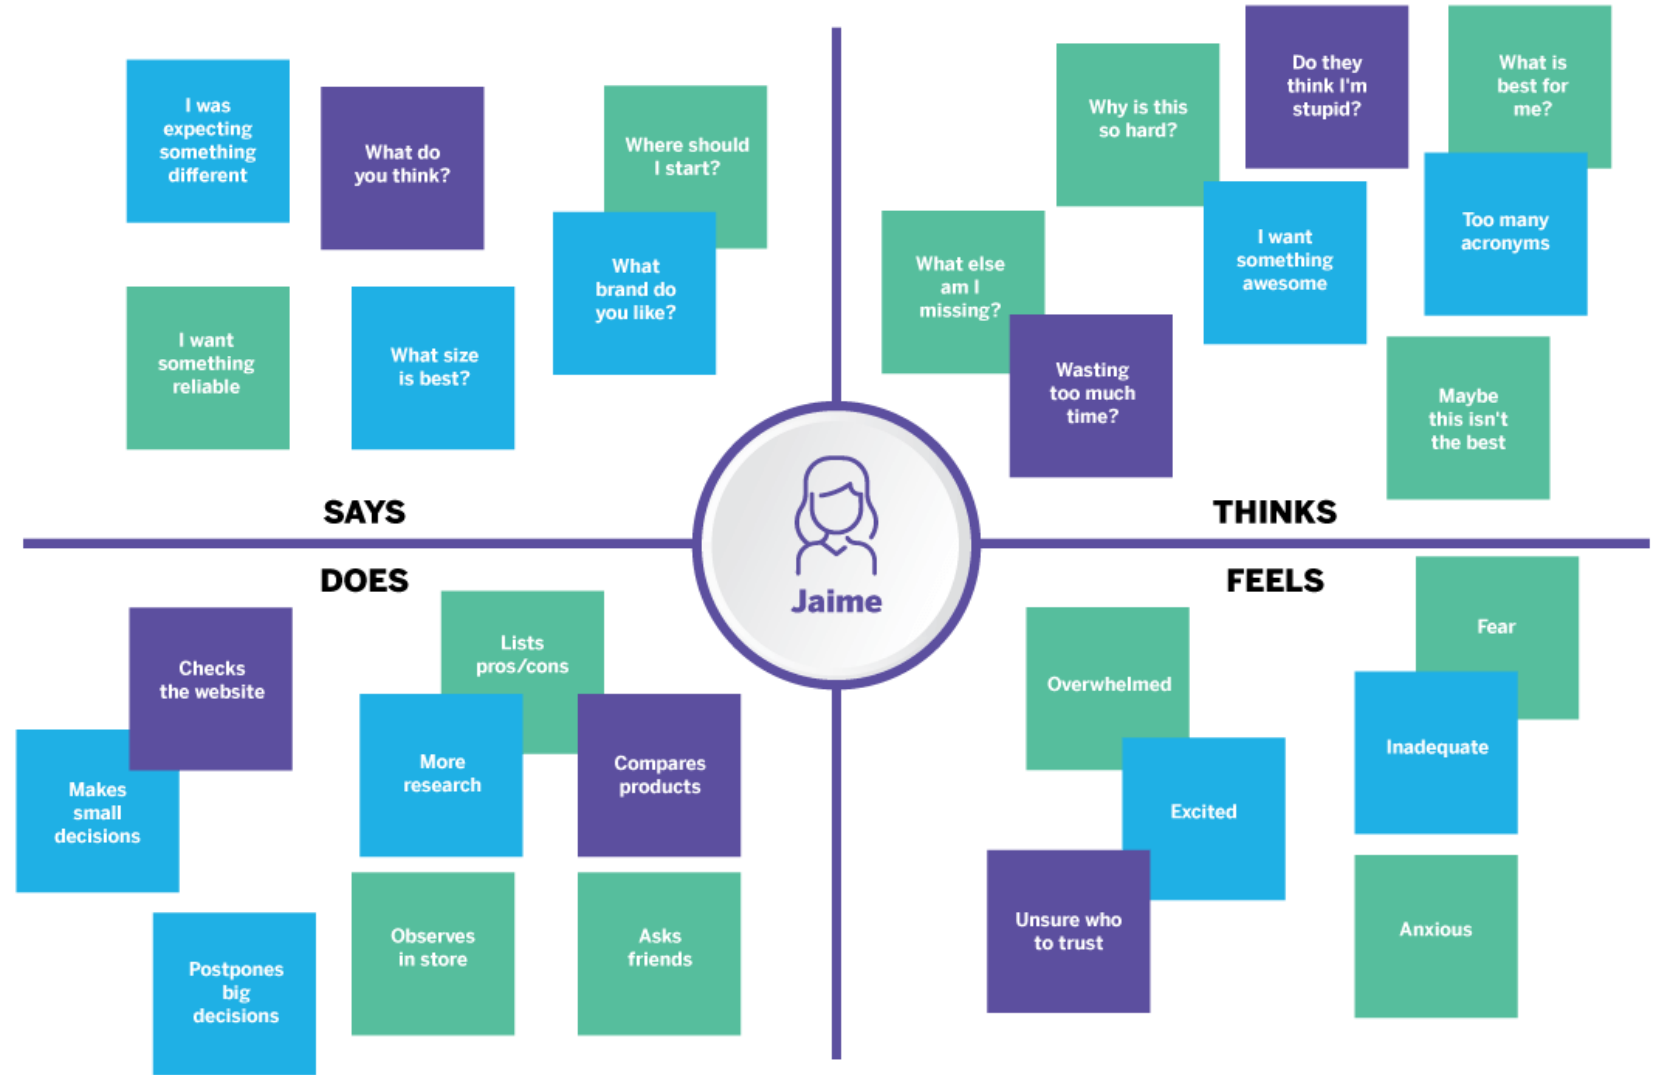 I was
expecting
something
different
What do
you think?
Where should
I start?
What
brand do
you like?
I want
something
reliable
What size
is best?
SAYS
Why is this
so hard?
Do they
think I'm
stupid?
What is
best for
me?
What else
am I
missing?
I want
something
awesome
Too many
acronyms
Wasting
too much
time?
Maybe
this isn't
the best
THINKS
Jaime
DOES
Checks
the website
Lists
pros/cons
Makes
small
decisions
More
research
Compares
products
Postpones
big
decisions
Observes
in store
Asks
friends
FEELS
Fear
Overwhelmed
Inadequate
Excited
Unsure who
to trust
Anxious